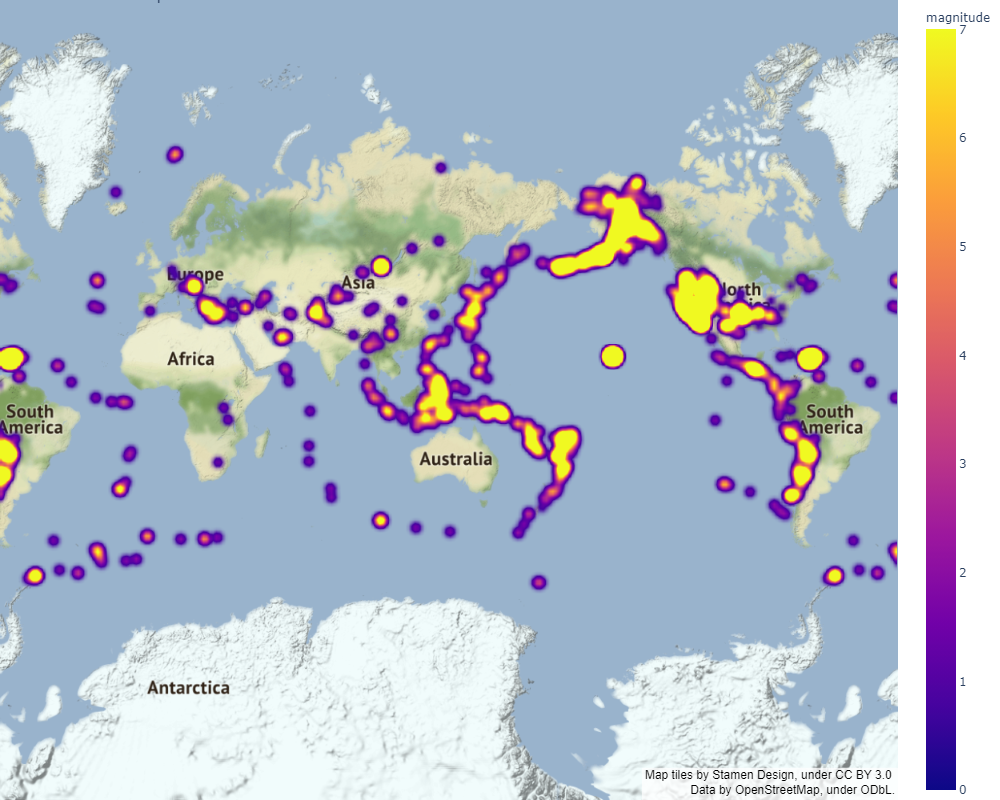 magnitude
7
6
5
4
3
2
1
0
Europe
Asia
North
America
Africa
South
America
South
America
Australia
Antarctica
Map tiles by Stamen Design, under CC BY 3.0
Data by OpenStreetMap, under ODbL.